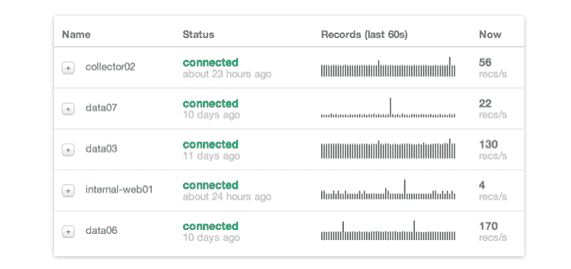 Name Status Records (last 60s) Now
collector02 connected 56
about 23 hours ago recs/s
data07 connected 22
10 days ago recs/s
data03 connected 130
11 days ago recs/s
internal-web01 connected 4
about 24 hours ago recs/s
data06 connected 170
10 days ago recs/s